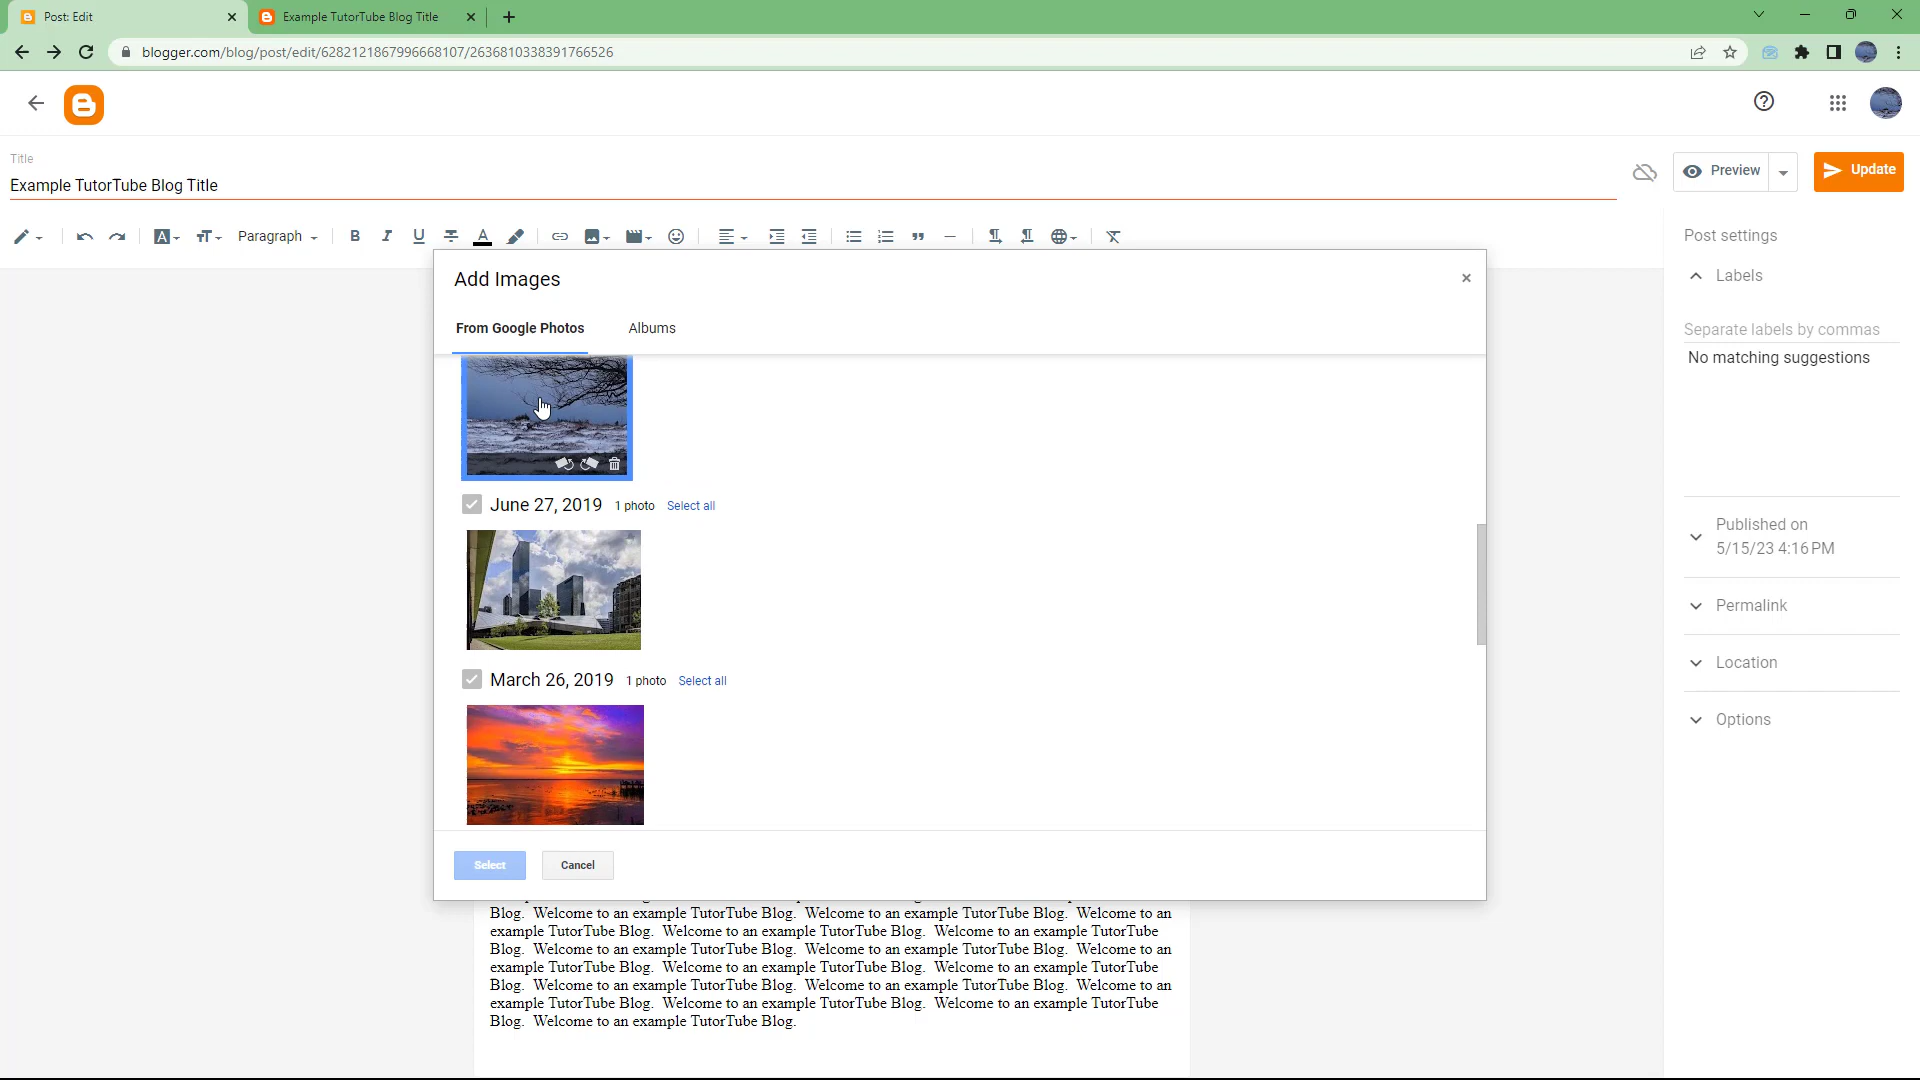 Post: Edit
Example TutorTube Blog Title
blogger.com/blog/post/edit/6282121867996668107/2636810338391766526
Title
Example TutorTube Blog Title
Preview
Update
Paragraph
Post settings
Labels
Separate labels by commas
No matching suggestions
Published on
5/15/23 4:16 PM
Permalink
Location
Options
Add Images
From Google Photos
Albums
June 27, 2019 1 photo Select all
March 26, 2019 1 photo Select all
Select
Cancel
Blog.  Welcome to an example TutorTube Blog.  Welcome to an example TutorTube Blog.  Welcome to an
example TutorTube Blog.  Welcome to an example TutorTube Blog.  Welcome to an example TutorTube
Blog.  Welcome to an example TutorTube Blog.  Welcome to an example TutorTube Blog.  Welcome to an
example TutorTube Blog.  Welcome to an example TutorTube Blog.  Welcome to an example TutorTube
Blog.  Welcome to an example TutorTube Blog.  Welcome to an example TutorTube Blog.  Welcome to an
example TutorTube Blog.  Welcome to an example TutorTube Blog.  Welcome to an example TutorTube
Blog.  Welcome to an example TutorTube Blog.